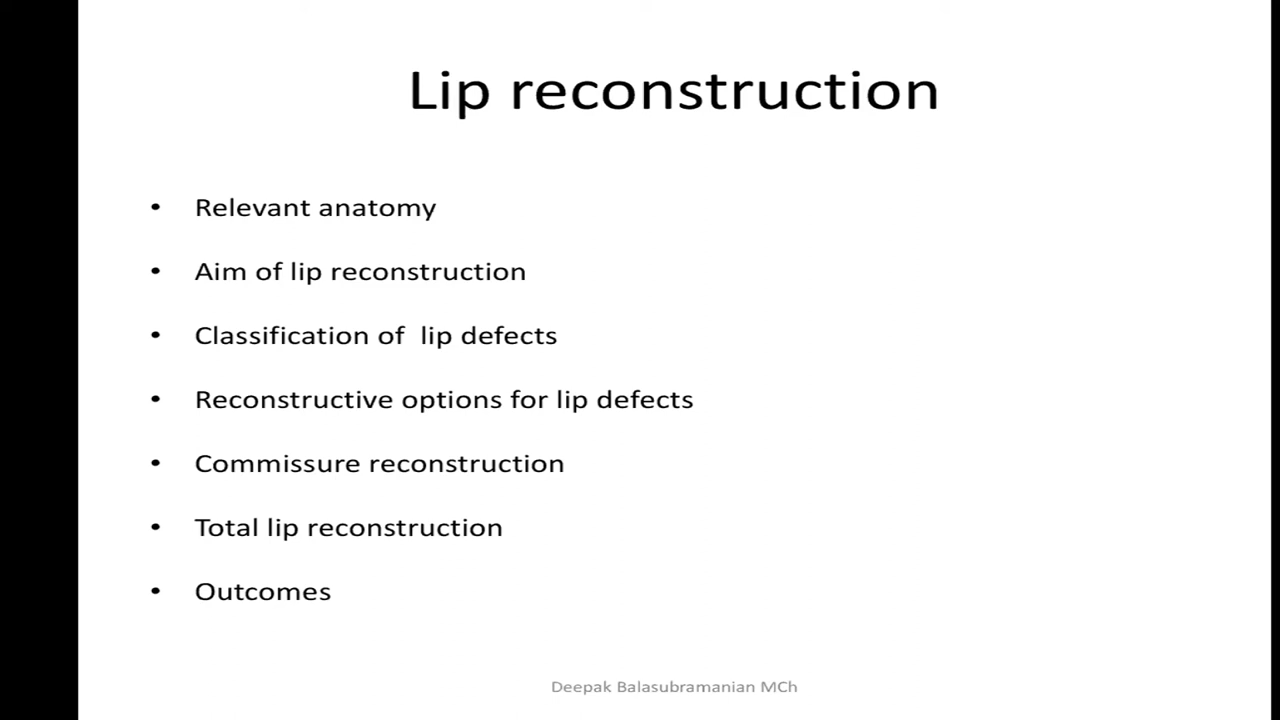 Lip reconstruction
• Relevant anatomy
• Aim of lip reconstruction
• Classification of  lip defects
• Reconstructive options for lip defects
• Commissure reconstruction
• Total lip reconstruction
• Outcomes
Deepak Balasubramanian MCh